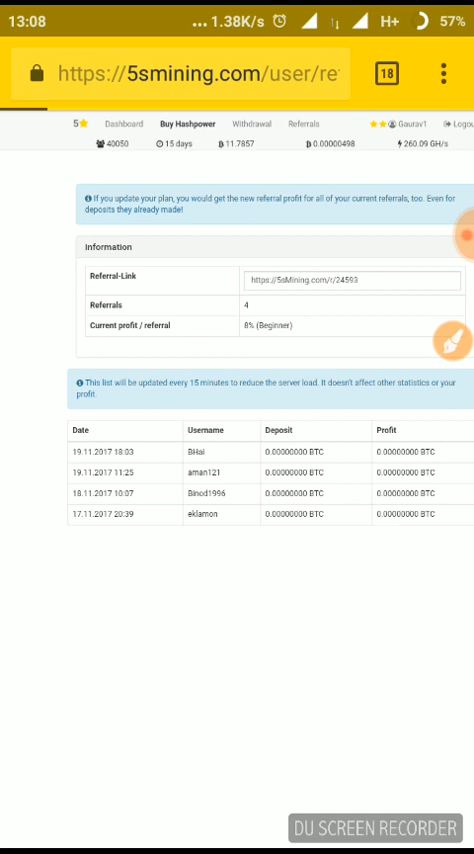 13:08 ... 1.38K/s H+ 57%
https://5smining.com/user/re 18
5 Dashboard Buy Hashpower Withdrawal Referrals Gaurav1 Logou
40050 15 days 11.7857 0.00000498 260.09 GH/s
If you update your plan, you would get the new referral profit for all of your current referrals, too. Even for
deposits they already made!
Information
Referral-Link https://5sMining.com/r/24593
Referrals 4
Current profit / referral 8% (Beginner)
This list will be updated every 15 minutes to reduce the server load. It doesn't affect other statistics or your
profit.
Date Username Deposit Profit
19.11.2017 18:03 BHai 0.00000000 BTC 0.00000000 BTC
19.11.2017 11:25 aman121 0.00000000 BTC 0.00000000 BTC
18.11.2017 10:07 Binod1996 0.00000000 BTC 0.00000000 BTC
17.11.2017 20:39 eklamon 0.00000000 BTC 0.00000000 BTC
DU SCREEN RECORDER